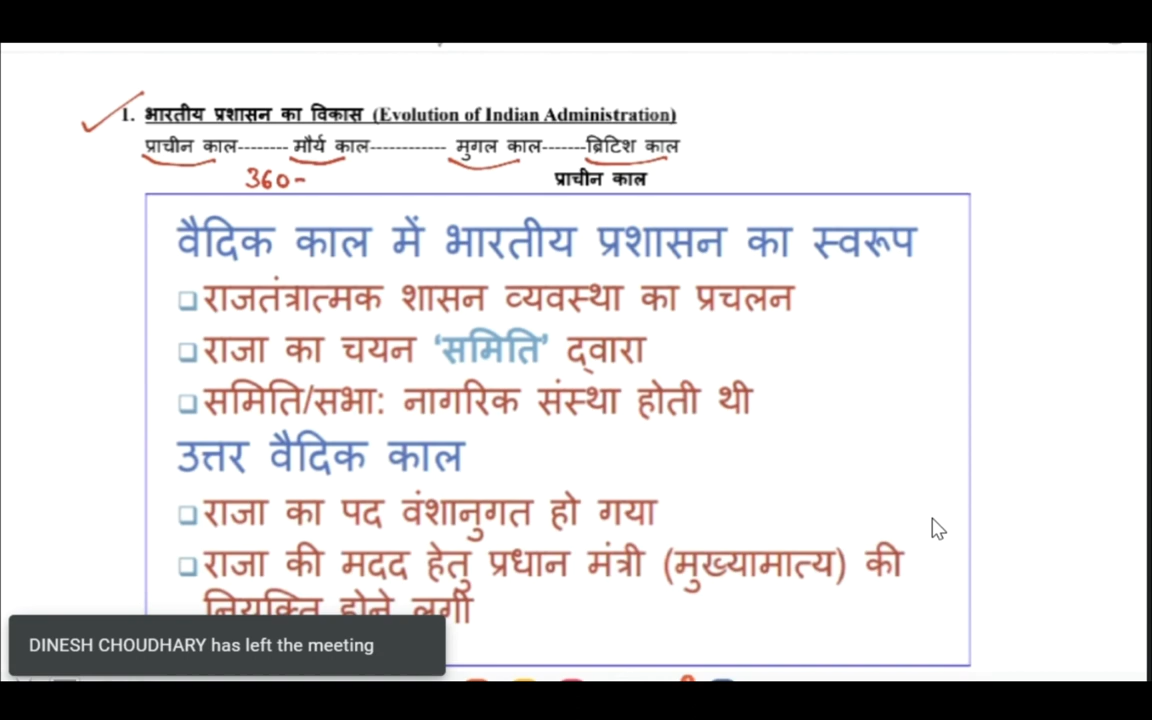 1. भारतीय प्रशासन का विकास (Evolution of Indian Administration)
प्राचीन काल-------- मौर्य काल------------ मुगल काल-------ब्रिटिश काल
360-
प्राचीन काल
वैदिक काल में भारतीय प्रशासन का स्वरूप
राजतंत्रात्मक शासन व्यवस्था का प्रचलन
राजा का चयन ‘समिति’ द्वारा
समिति/सभा: नागरिक संस्था होती थी
उत्तर वैदिक काल
राजा का पद वंशानुगत हो गया
राजा की मदद हेतु प्रधान मंत्री (मुख्यामात्य) की
नियुक्ति होने लगी
DINESH CHOUDHARY has left the meeting